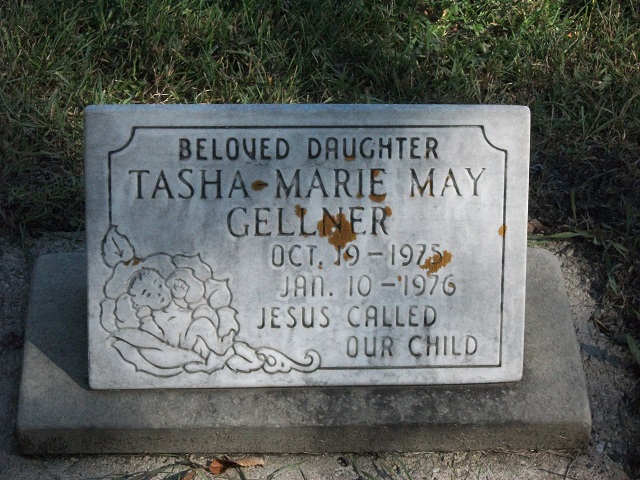 BELOVED DAUGHTER
TASHA-MARIE MAY
GELLNER
OCT. 19 - 1975
JAN. 10 - 1976
JESUS CALLED
OUR CHILD